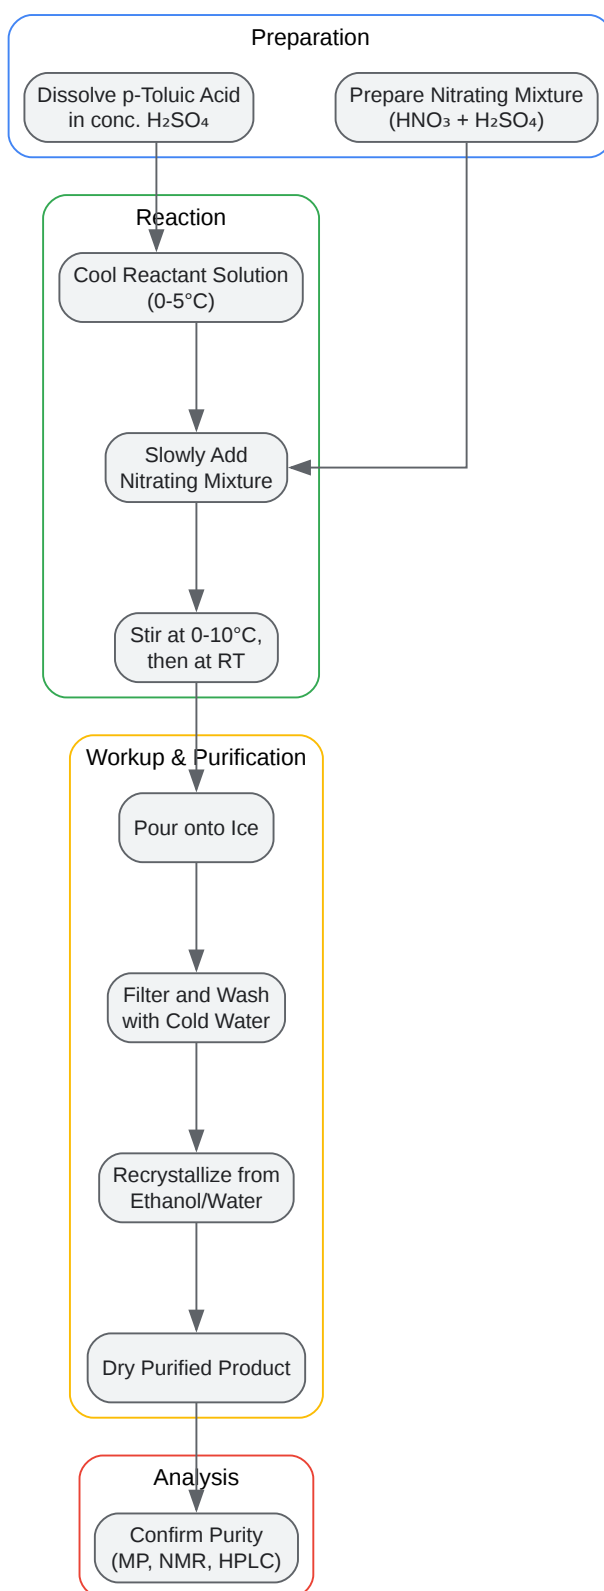 Preparation
Dissolve p-Toluic Acid
in conc. H₂SO₄
Prepare Nitrating Mixture
(HNO₃ + H₂SO₄)
Reaction
Cool Reactant Solution
(0-5°C)
Slowly Add
Nitrating Mixture
Stir at 0-10°C,
then at RT
Workup & Purification
Pour onto Ice
Filter and Wash
with Cold Water
Recrystallize from
Ethanol/Water
Dry Purified Product
Analysis
Confirm Purity
(MP, NMR, HPLC)